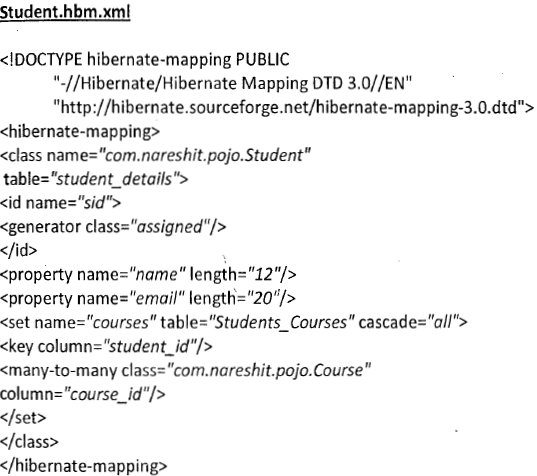 Student.hbm.xml
<!DOCTYPE hibernate-mapping PUBLIC
"-//Hibernate/Hibernate Mapping DTD 3.0//EN"
"http://hibernate.sourceforge.net/hibernate-mapping-3.0.dtd">
<hibernate-mapping>
<class name="com.nareshit.pojo.Student"
table="student_details">
<id name="sid">
<generator class="assigned"/>
</id>
<property name="name" length="12"/>
<property name="email" length="20"/>
<set name="courses" table="Students_Courses" cascade="all">
<key column="student_id"/>
<many-to-many class="com.nareshit.pojo.Course"
column="course_id"/>
</set>
</class>
</hibernate-mapping>